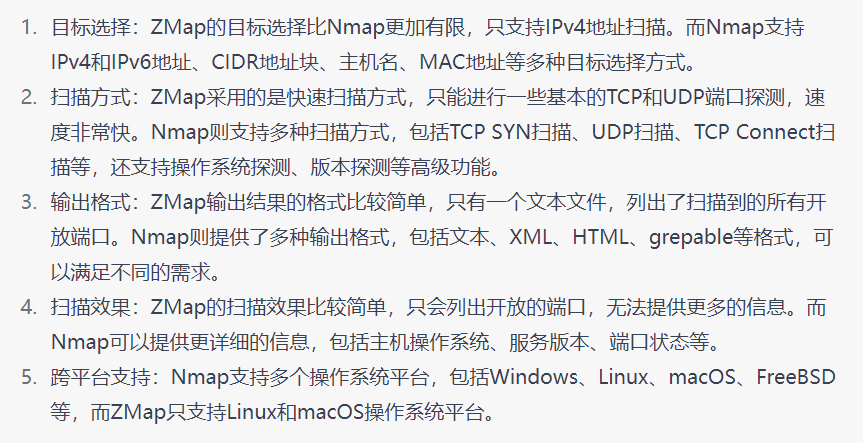 1. 目标选择：ZMap的目标选择比Nmap更加有限，只支持IPv4地址扫描。而Nmap支持
IPv4和IPv6地址、CIDR地址块、主机名、MAC地址等多种目标选择方式。
2. 扫描方式：ZMap采用的是快速扫描方式，只能进行一些基本的TCP和UDP端口探测，速
度非常快。Nmap则支持多种扫描方式，包括TCP SYN扫描、UDP扫描、TCP Connect扫
描等，还支持操作系统探测、版本探测等高级功能。
3. 输出格式：ZMap输出结果的格式比较简单，只有一个文本文件，列出了扫描到的所有开
放端口。Nmap则提供了多种输出格式，包括文本、XML、HTML、grepable等格式，可
以满足不同的需求。
4. 扫描效果：ZMap的扫描效果比较简单，只会列出开放的端口，无法提供更多的信息。而
Nmap可以提供更详细的信息，包括主机操作系统、服务版本、端口状态等。
5. 跨平台支持：Nmap支持多个操作系统平台，包括Windows、Linux、macOS、FreeBSD
等，而ZMap只支持Linux和macOS操作系统平台。